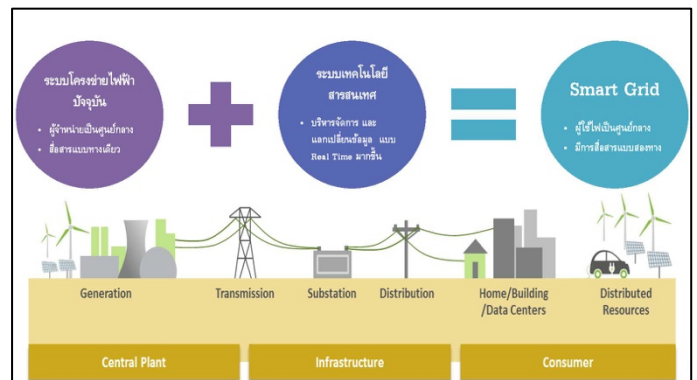 ระบบโครงข่ายไฟฟ้า
ปัจจุบัน
• ผู้จำหน่ายเป็นศูนย์กลาง
• สื่อสารแบบทางเดียว
ระบบเทคโนโลยี
สารสนเทศ
• บริหารจัดการ และ
แลกเปลี่ยนข้อมูล แบบ
Real Time มากขึ้น
Smart Grid
• ผู้ใช้ไฟเป็นศูนย์กลาง
• มีการสื่อสารแบบสองทาง
Generation
Transmission
Substation
Distribution
Home/Building
/Data Centers
Distributed
Resources
Central Plant
Infrastructure
Consumer